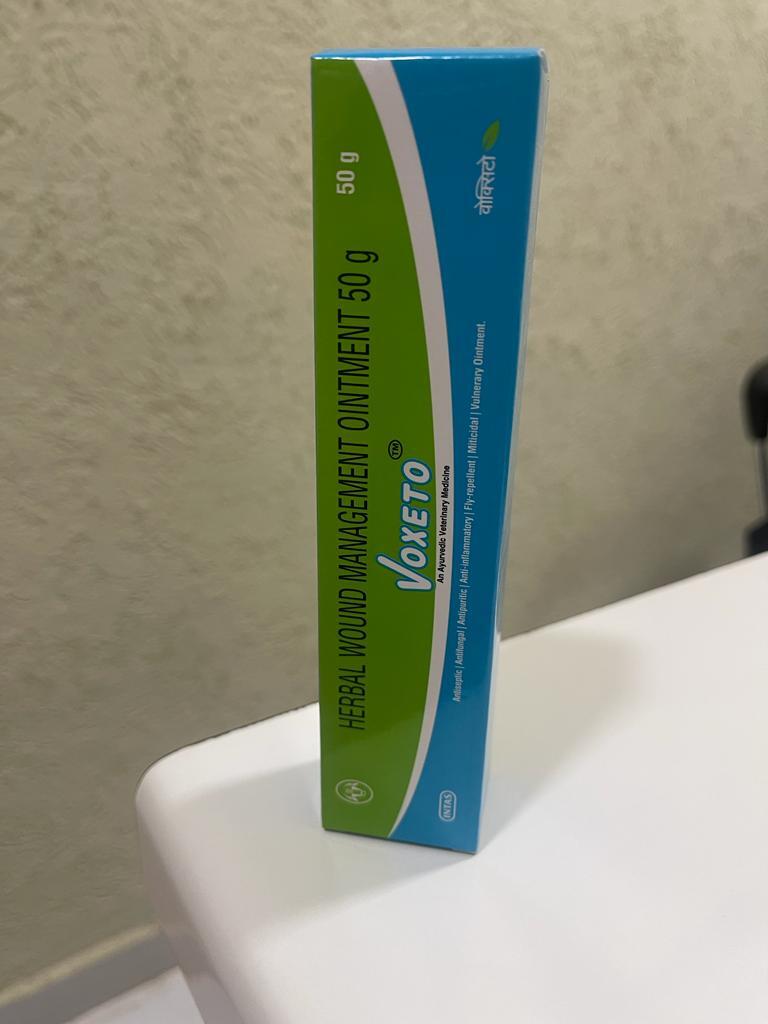 HERBAL WOUND MANAGEMENT OINTMENT 50 g
50 g
VOXETO™
An Ayurvedic Veterinary Medicine
Antiseptic | Antifungal | Antipuritic | Anti-inflammatory | Fly-repellent | Miticidal | Vulnerary Ointment.
वोक्सिटो
INTAS